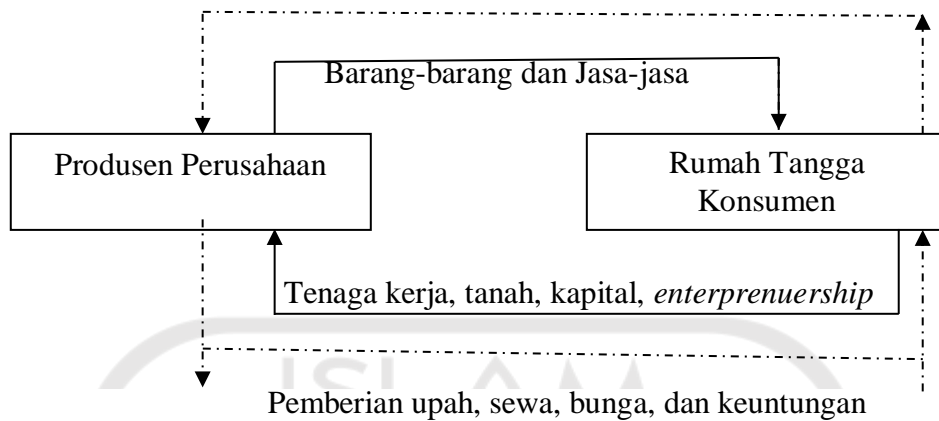 Barang-barang dan Jasa-jasa
Produsen Perusahaan
Rumah Tangga
Konsumen
Tenaga kerja, tanah, kapital, enterprenuership
ISLAM
Pemberian upah, sewa, bunga, dan keuntungan